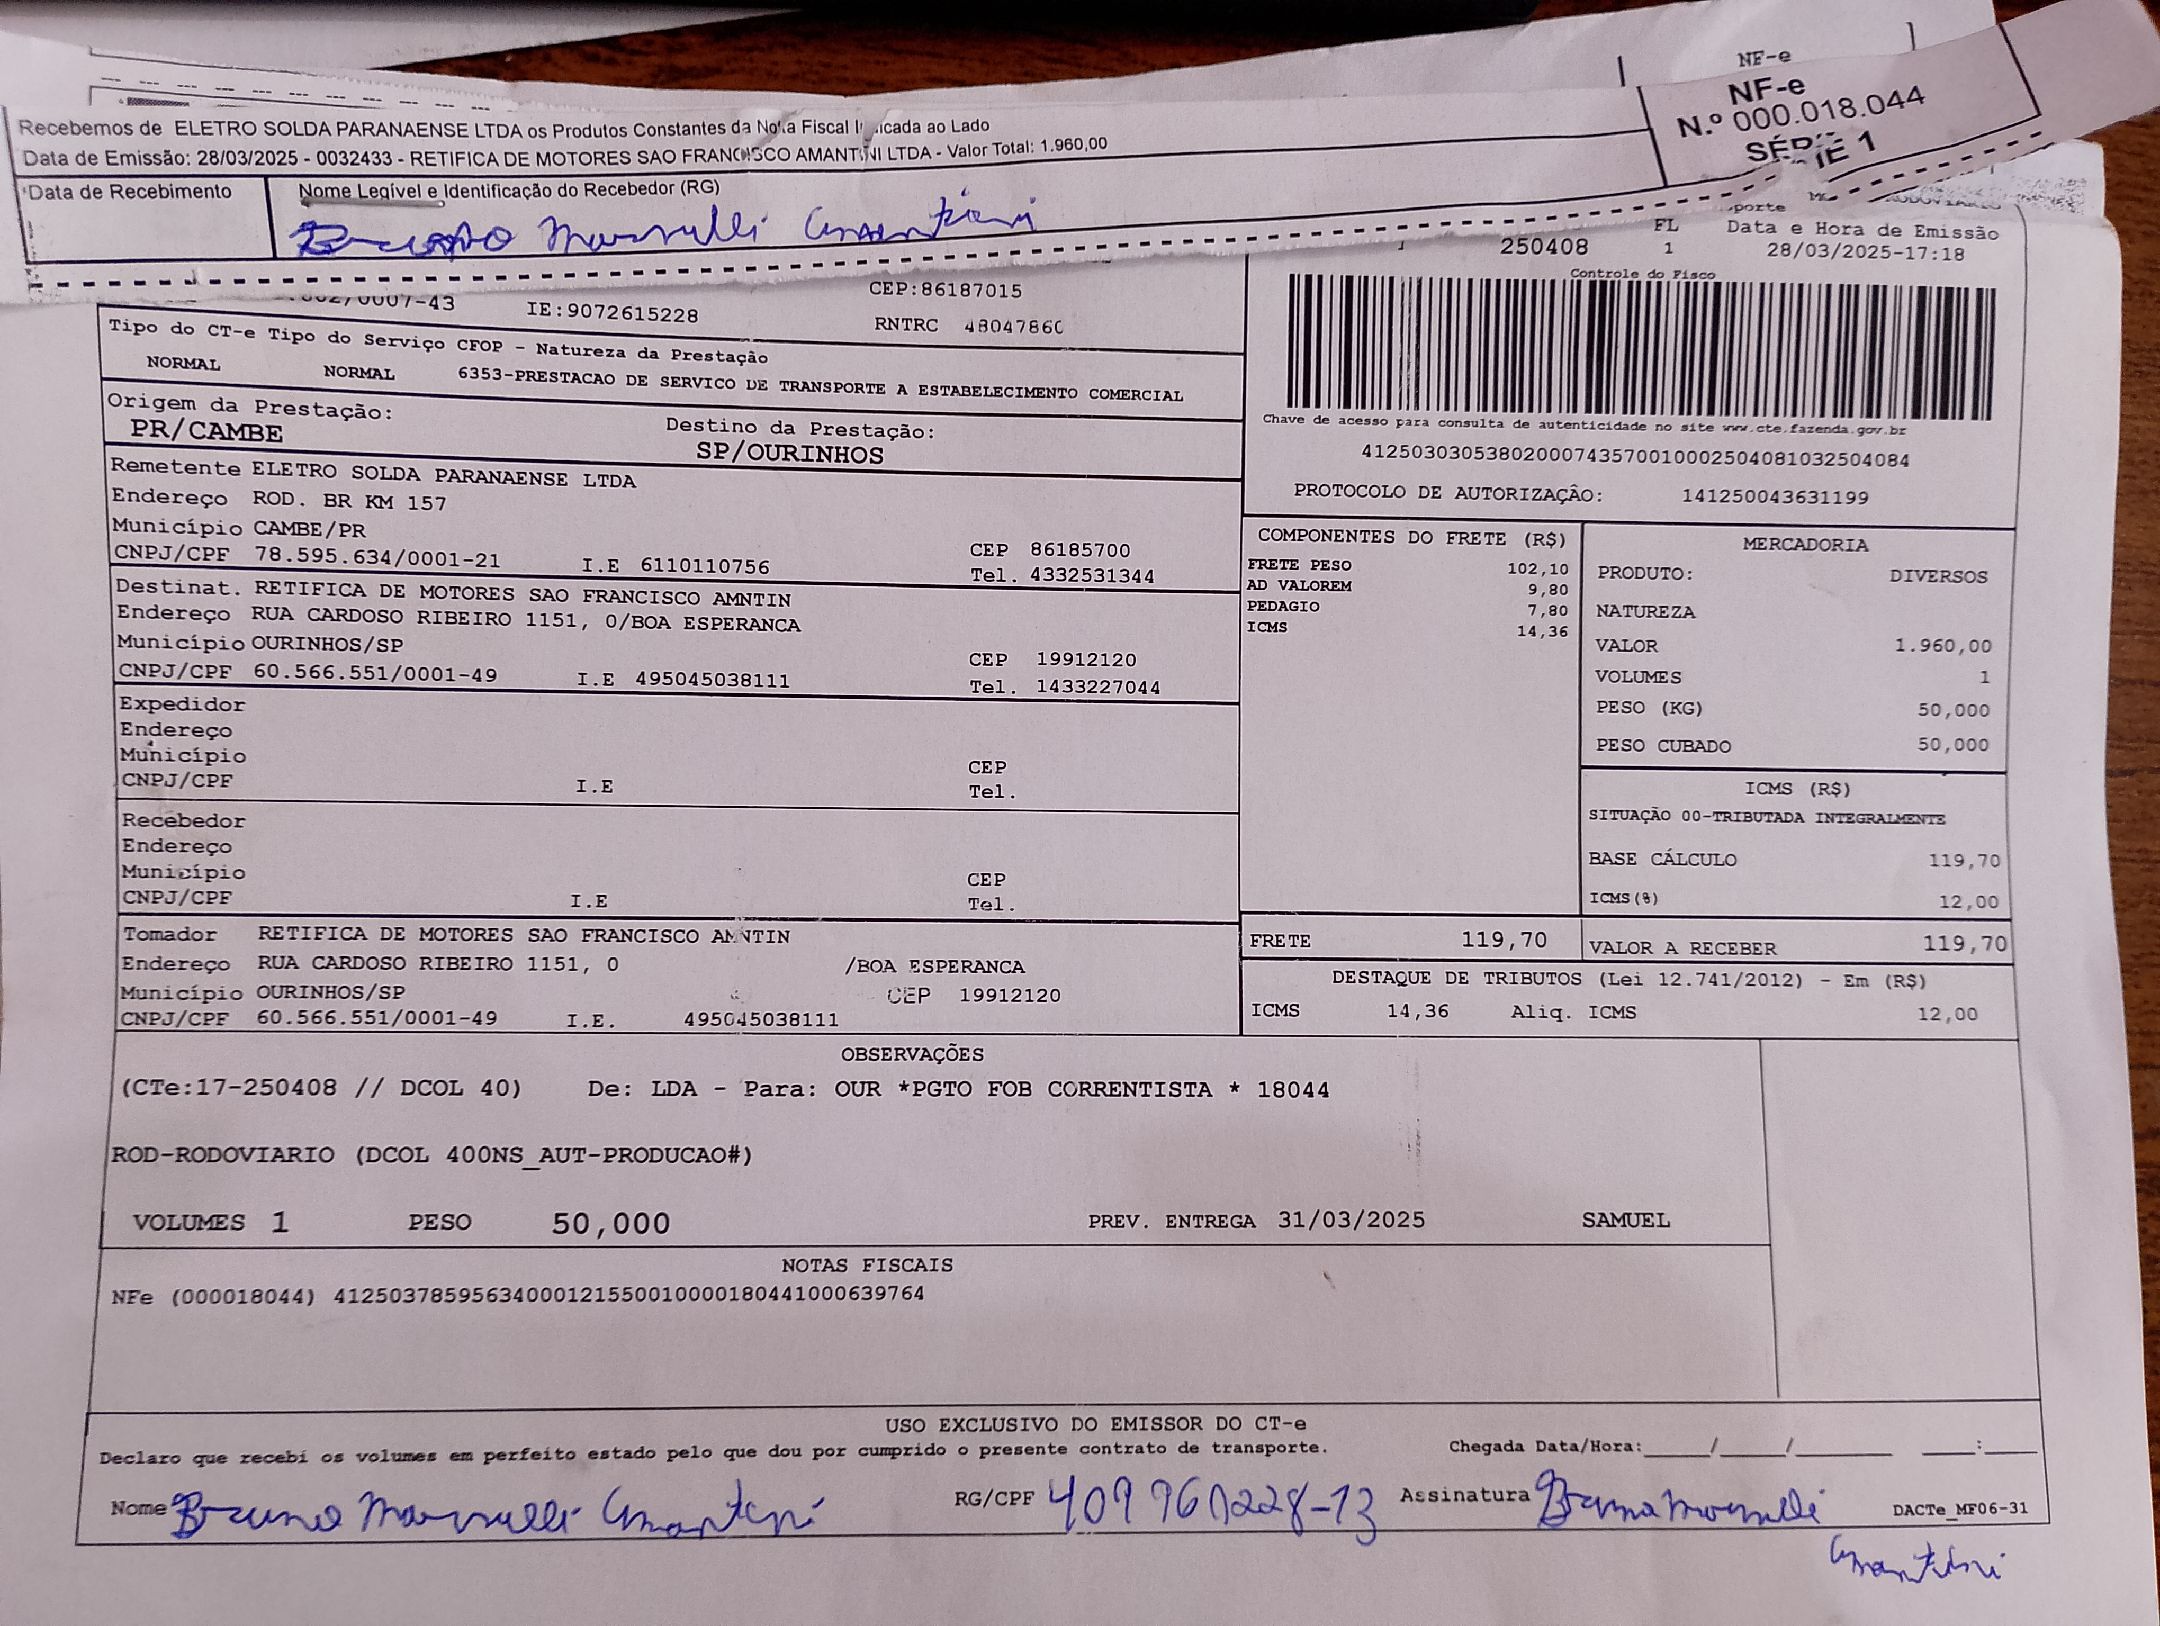 NF-e
Recebemos de ELETRO SOLDA PARANAENSE LTDA os Produtos Constantes da Nota Fiscal Indicada ao Lado
Data de Emissão: 28/03/2025 - 0032433 - RETIFICA DE MOTORES SAO FRANCISCO AMANTINI LTDA - Valor Total: 1.960,00
NF-e
N.º 000.018.044
SÉRIE 1
Data de Recebimento
Nome Legível e Identificação do Recebedor (RG)
Bruno Marvulli Amantini
250408
FL
1
Data e Hora de Emissão
28/03/2025-17:18
Controle do Fisco
/0007-43 IE:9072615228
CEP:86187015
RNTRC 48047860
Tipo do CT-e Tipo do Serviço CFOP - Natureza da Prestação
NORMAL NORMAL 6353-PRESTACAO DE SERVICO DE TRANSPORTE A ESTABELECIMENTO COMERCIAL
Chave de acesso para consulta de autenticidade no site www.cte.fazenda.gov.br
41250303053802000743570010002504081032504084
PROTOCOLO DE AUTORIZAÇÃO: 141250043631199
Origem da Prestação:
PR/CAMBE
Destino da Prestação:
SP/OURINHOS
Remetente ELETRO SOLDA PARANAENSE LTDA
Endereço ROD. BR KM 157
Município CAMBE/PR
CEP 86185700
CNPJ/CPF 78.595.634/0001-21 I.E 6110110756 Tel. 4332531344
Destinat. RETIFICA DE MOTORES SAO FRANCISCO AMNTIN
Endereço RUA CARDOSO RIBEIRO 1151, 0/BOA ESPERANCA
Município OURINHOS/SP
CEP 19912120
CNPJ/CPF 60.566.551/0001-49 I.E 495045038111 Tel. 1433227044
Expedidor
Endereço
Município
CEP
CNPJ/CPF I.E Tel.
Recebedor
Endereço
Município
CEP
CNPJ/CPF I.E Tel.
Tomador RETIFICA DE MOTORES SAO FRANCISCO AMNTIN
Endereço RUA CARDOSO RIBEIRO 1151, 0 /BOA ESPERANCA
Município OURINHOS/SP CEP 19912120
CNPJ/CPF 60.566.551/0001-49 I.E. 495045038111
COMPONENTES DO FRETE (R$)
FRETE PESO 102,10
AD VALOREM 9,80
PEDAGIO 7,80
ICMS 14,36
MERCADORIA
PRODUTO: DIVERSOS
NATUREZA
VALOR 1.960,00
VOLUMES 1
PESO (KG) 50,000
PESO CUBADO 50,000
ICMS (R$)
SITUAÇÃO 00-TRIBUTADA INTEGRALMENTE
BASE CÁLCULO 119,70
ICMS(%) 12,00
FRETE 119,70
VALOR A RECEBER 119,70
DESTAQUE DE TRIBUTOS (Lei 12.741/2012) - Em (R$)
ICMS 14,36 Aliq. ICMS 12,00
OBSERVAÇÕES
(CTe:17-250408 // DCOL 40) De: LDA - Para: OUR *PGTO FOB CORRENTISTA * 18044
ROD-RODOVIARIO (DCOL 400NS_AUT-PRODUCAO#)
VOLUMES 1 PESO 50,000 PREV. ENTREGA 31/03/2025 SAMUEL
NOTAS FISCAIS
NFe (000018044) 41250378595634000121550010000180441000639764
USO EXCLUSIVO DO EMISSOR DO CT-e
Declaro que recebi os volumes em perfeito estado pelo que dou por cumprido o presente contrato de transporte. Chegada Data/Hora:____/____/______ ___:___
Nome Bruno Marvulli Amantini RG/CPF Assinatura Bruno Marvulli DACTe_MF06-31
Amantini